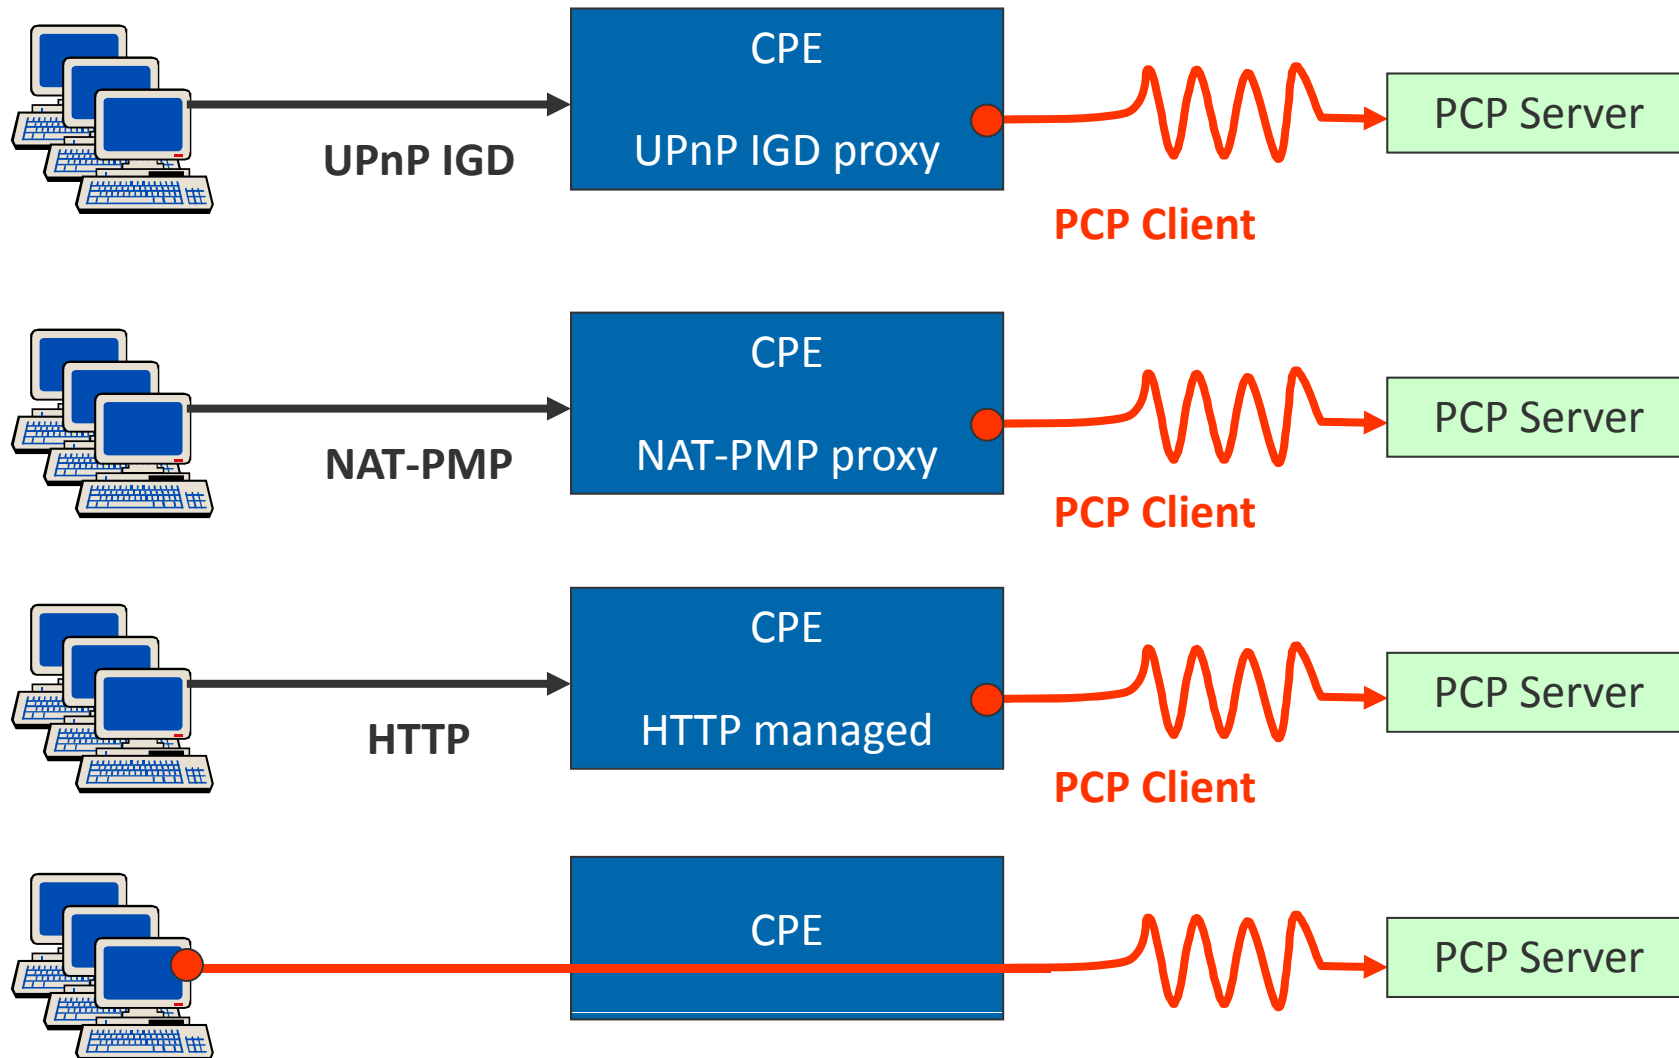 CPE
UPnP IGD
UPnP IGD proxy
PCP Server
PCP Client
CPE
NAT-PMP
NAT-PMP proxy
PCP Server
PCP Client
CPE
HTTP
HTTP managed
PCP Server
PCP Client
CPE
PCP Server